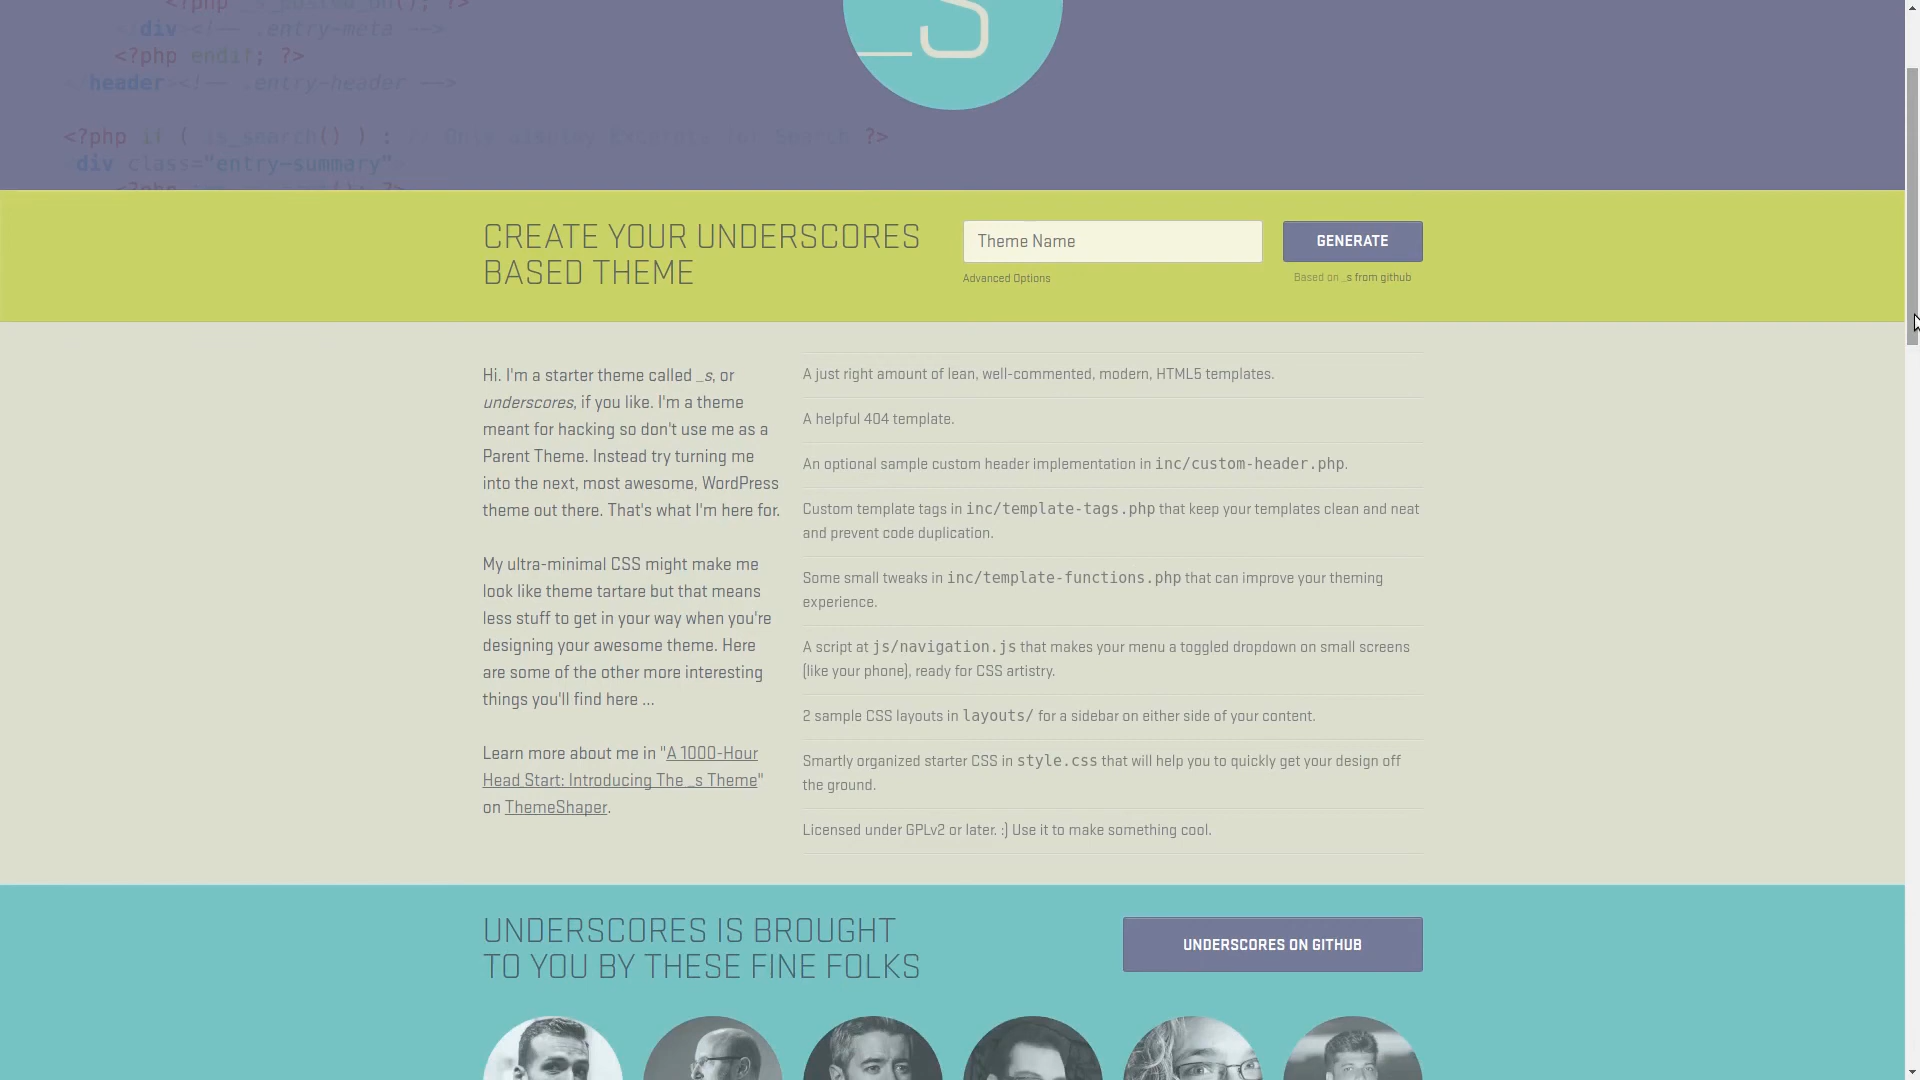 <?php _s_posted_on(); ?>
<div><!-- .entry-meta -->
<?php endif; ?>
header><!-- .entry-header -->
<?php if ( is_search() ) : // Only display Excerpts for Search ?>
<div class="entry-summary"
_S
CREATE YOUR UNDERSCORES
BASED THEME
Theme Name
GENERATE
Advanced Options
Based on _s from github
Hi. I'm a starter theme called _s, or
underscores, if you like. I'm a theme
meant for hacking so don't use me as a
Parent Theme. Instead try turning me
into the next, most awesome, WordPress
theme out there. That's what I'm here for.
My ultra-minimal CSS might make me
look like theme tartare but that means
less stuff to get in your way when you're
designing your awesome theme. Here
are some of the other more interesting
things you'll find here ...
Learn more about me in "A 1000-Hour
Head Start: Introducing The _s Theme"
on ThemeShaper.
A just right amount of lean, well-commented, modern, HTML5 templates.
A helpful 404 template.
An optional sample custom header implementation in inc/custom-header.php.
Custom template tags in inc/template-tags.php that keep your templates clean and neat
and prevent code duplication.
Some small tweaks in inc/template-functions.php that can improve your theming
experience.
A script at js/navigation.js that makes your menu a toggled dropdown on small screens
(like your phone), ready for CSS artistry.
2 sample CSS layouts in layouts/ for a sidebar on either side of your content.
Smartly organized starter CSS in style.css that will help you to quickly get your design off
the ground.
Licensed under GPLv2 or later. :) Use it to make something cool.
UNDERSCORES IS BROUGHT
TO YOU BY THESE FINE FOLKS
UNDERSCORES ON GITHUB